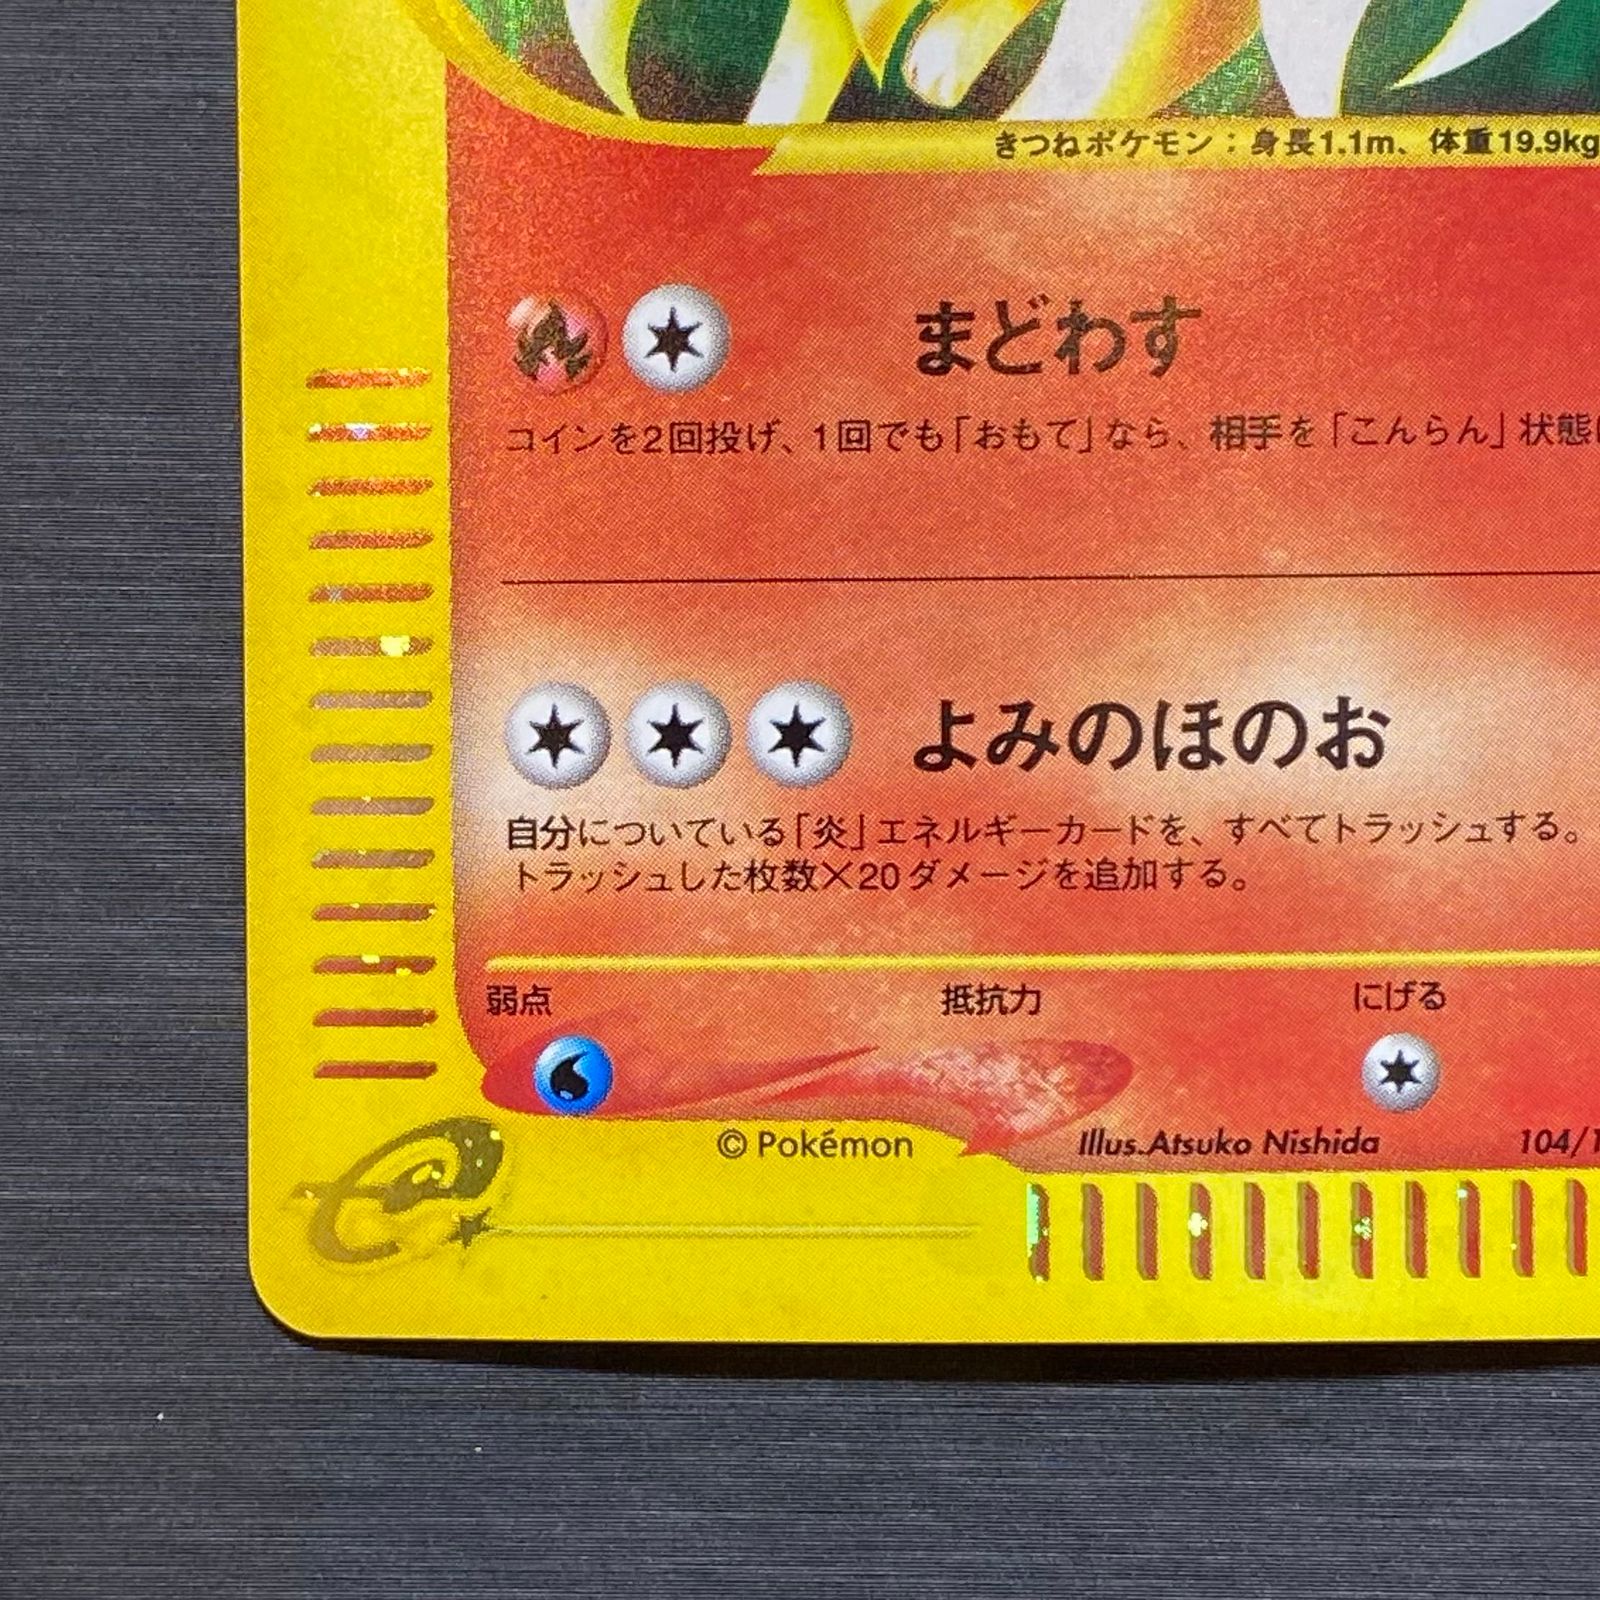 きつねポケモン：身長1.1m、体重19.9kg
まどわす
コインを2回投げ、1回でも「おもて」なら、相手を「こんらん」状態に
よみのほのお
自分についている「炎」エネルギーカードを、すべてトラッシュする。
トラッシュした枚数×20ダメージを追加する。
弱点 抵抗力 にげる
© Pokémon Illus.Atsuko Nishida 104/1